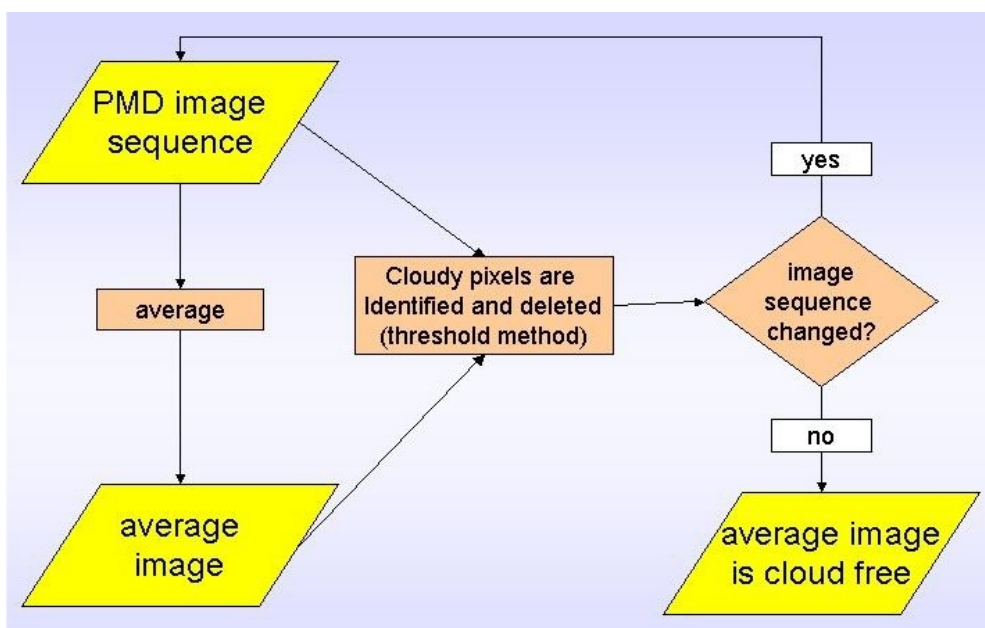 PMD image
sequence
average
average
image
Cloudy pixels are
Identified and deleted
(threshold method)
yes
image
sequence
changed?
no
average image
is cloud free